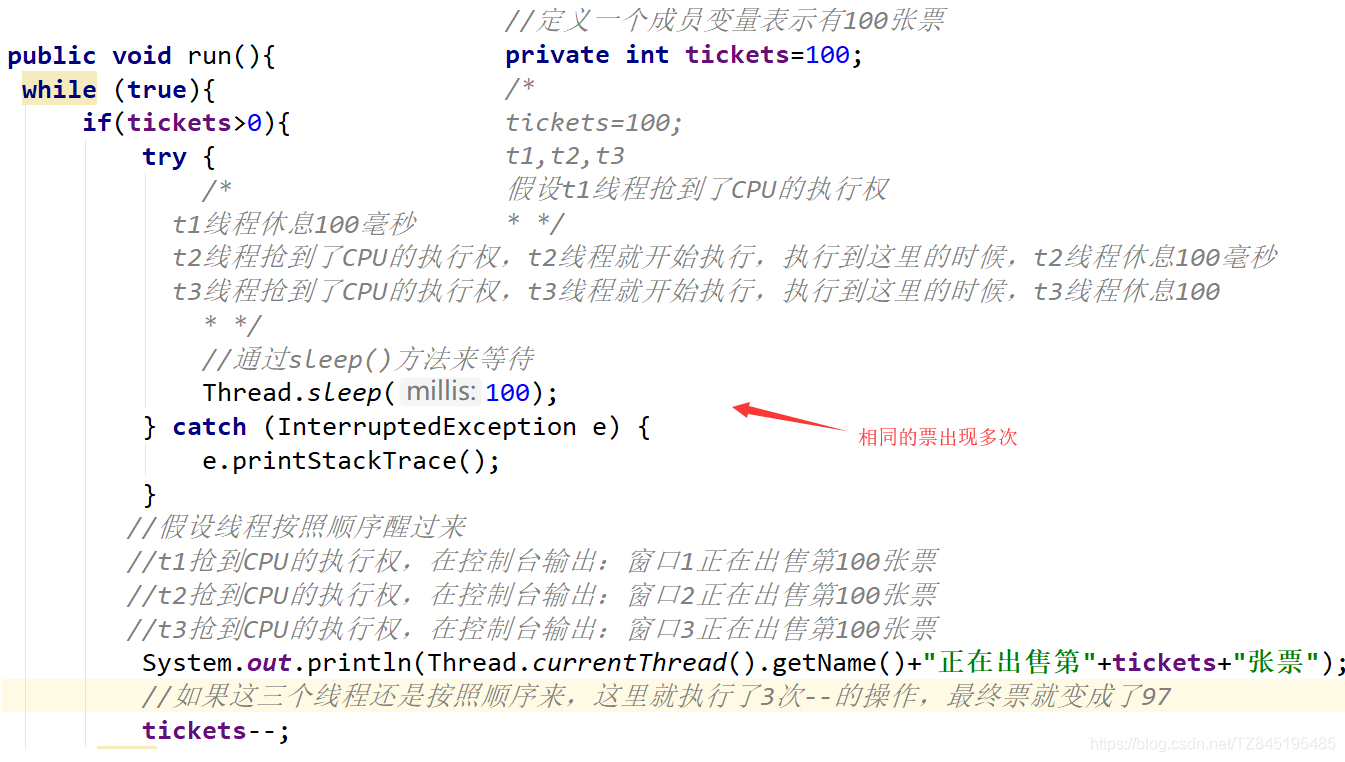 //定义一个成员变量表示有100张票
public void run(){ private int tickets=100;
while (true){ /*
if(tickets>0){ tickets=100;
try { t1,t2,t3
/* 假设t1线程抢到了CPU的执行权
t1线程休息100毫秒 * */
t2线程抢到了CPU的执行权，t2线程就开始执行，执行到这里的时候，t2线程休息100毫秒
t3线程抢到了CPU的执行权，t3线程就开始执行，执行到这里的时候，t3线程休息100
* */
//通过sleep()方法来等待
Thread.sleep( millis: 100);
} catch (InterruptedException e) {
相同的票出现多次
e.printStackTrace();
}
//假设线程按照顺序醒过来
//t1抢到CPU的执行权，在控制台输出：窗口1正在出售第100张票
//t2抢到CPU的执行权，在控制台输出：窗口2正在出售第100张票
//t3抢到CPU的执行权，在控制台输出：窗口3正在出售第100张票
System.out.println(Thread.currentThread().getName()+"正在出售第"+tickets+"张票");
//如果这三个线程还是按照顺序来，这里就执行了3次--的操作，最终票就变成了97
tickets--;
https://blog.csdn.net/TZ845195485